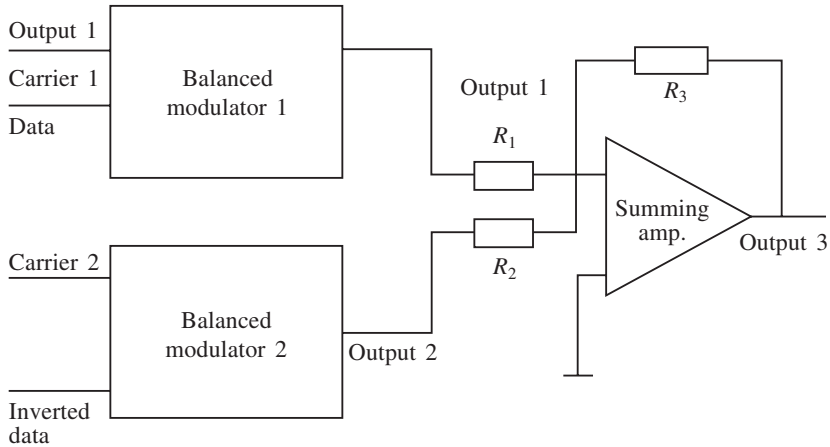 Output 1
Carrier 1
Data
Balanced
modulator 1
Output 1
R1
R3
Summing
amp.
Output 3
R2
Carrier 2
Balanced
modulator 2
Output 2
Inverted
data